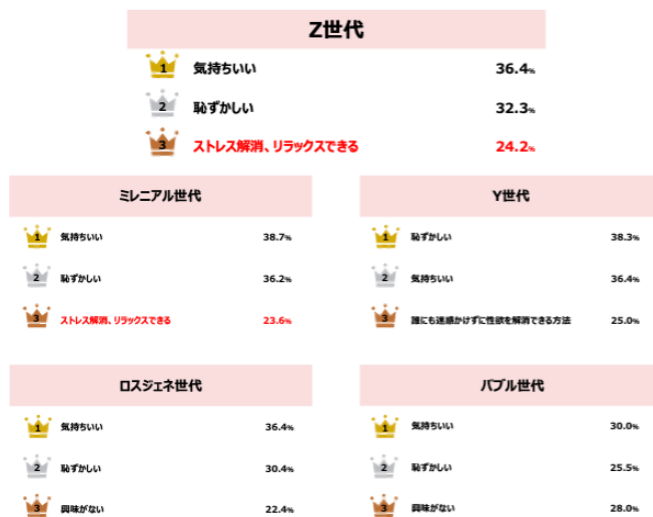 Z世代
1 気持ちいい 36.4%
2 恥ずかしい 32.3%
3 ストレス解消、リラックスできる 24.2%
ミレニアル世代
1 気持ちいい 38.7%
2 恥ずかしい 36.2%
3 ストレス解消、リラックスできる 23.6%
Y世代
1 恥ずかしい 38.3%
2 気持ちいい 36.4%
3 誰にも迷惑かけずに性欲を解消できる方法 25.0%
ロスジェネ世代
1 気持ちいい 36.4%
2 恥ずかしい 30.4%
3 興味がない 22.4%
バブル世代
1 気持ちいい 30.0%
2 恥ずかしい 25.5%
3 興味がない 28.0%